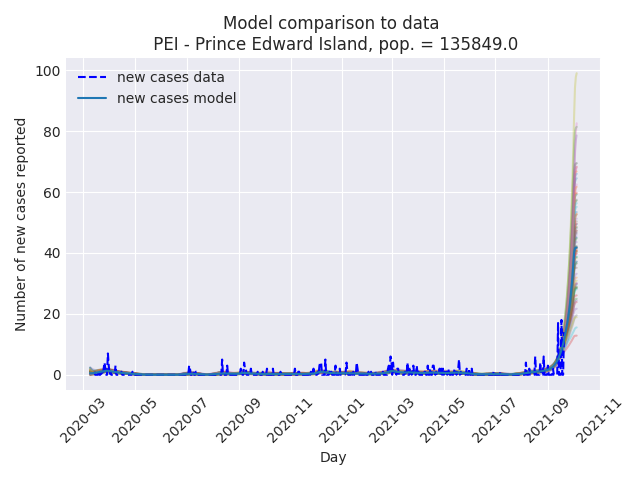 Model comparison to data
PEI - Prince Edward Island, pop. = 135849.0
new cases data
new cases model
Number of new cases reported
100
80
60
40
20
0
2020-03
2020-05
2020-07
2020-09
2020-11
2021-01
2021-03
2021-05
2021-07
2021-09
2021-11
Day